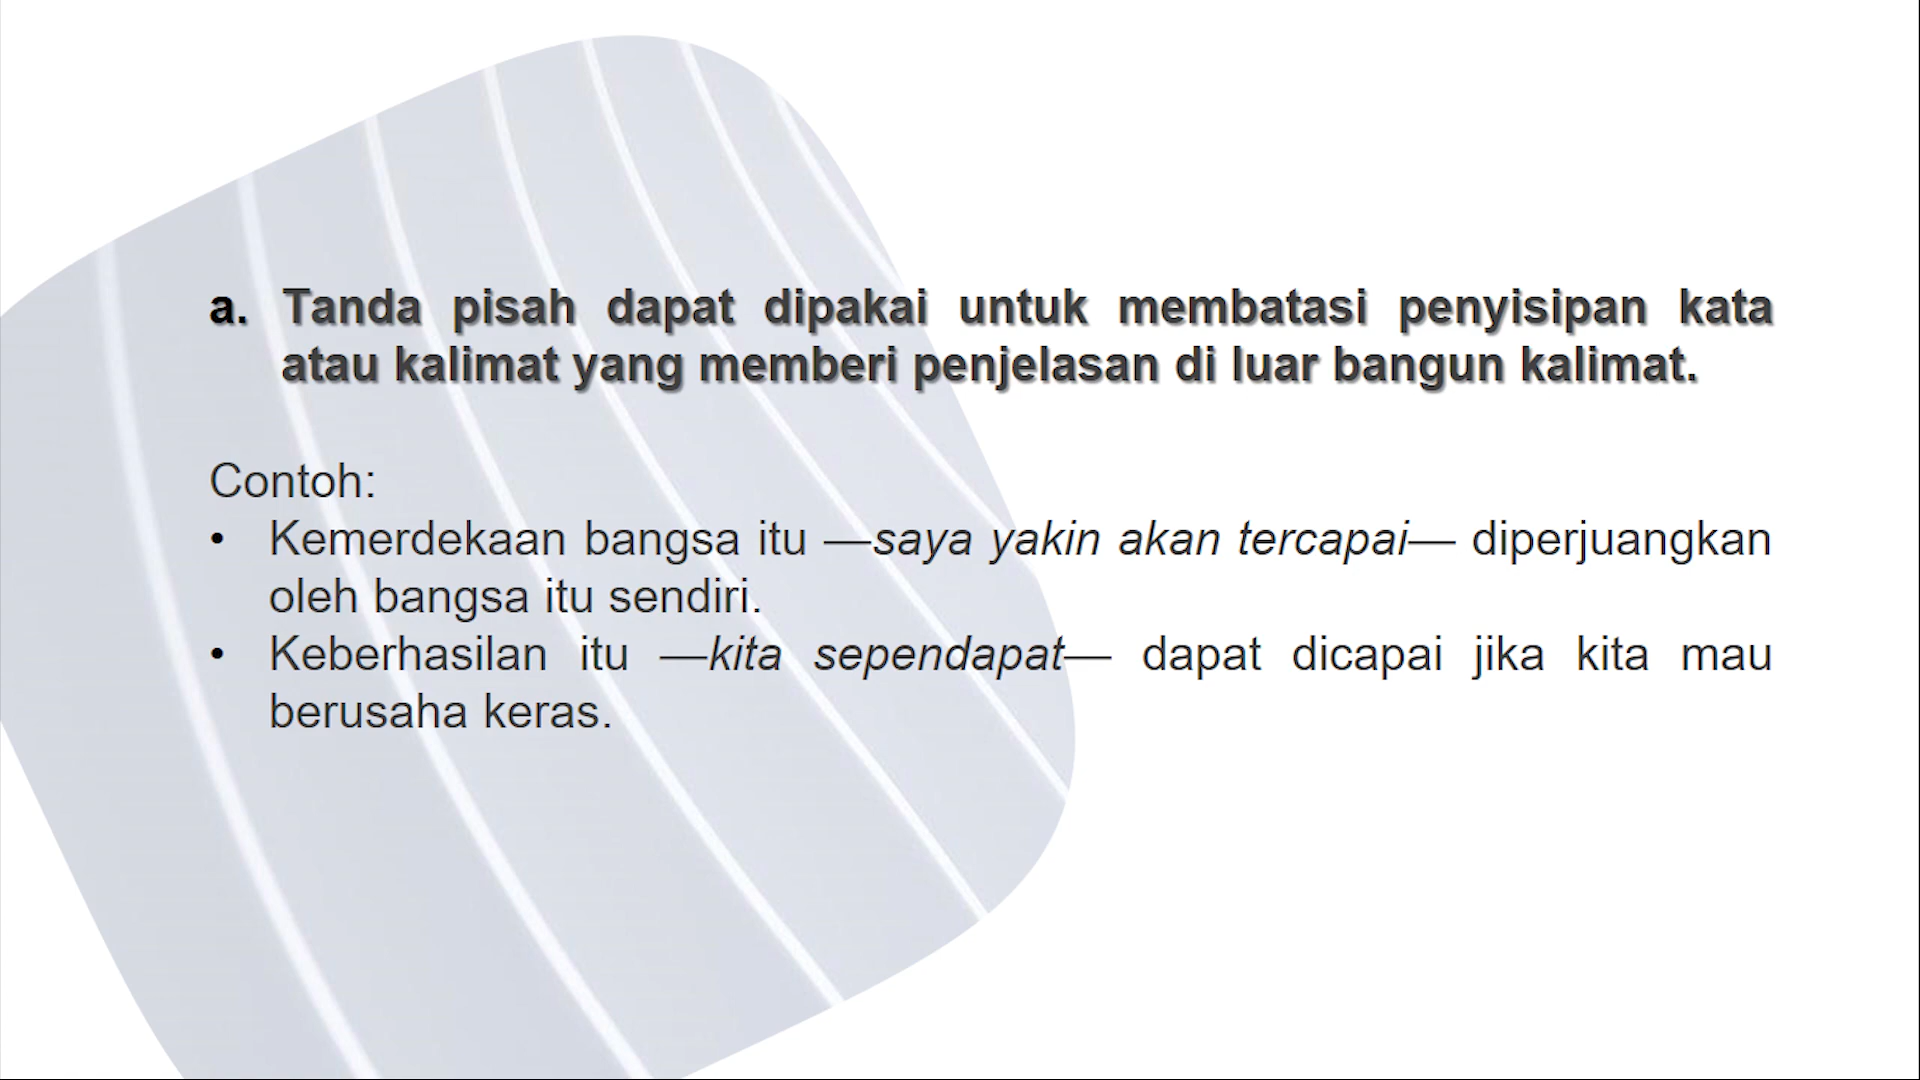 a. Tanda pisah dapat dipakai untuk membatasi penyisipan kata
atau kalimat yang memberi penjelasan di luar bangun kalimat.
Contoh:
• Kemerdekaan bangsa itu —saya yakin akan tercapai— diperjuangkan
oleh bangsa itu sendiri.
• Keberhasilan itu —kita sependapat— dapat dicapai jika kita mau
berusaha keras.